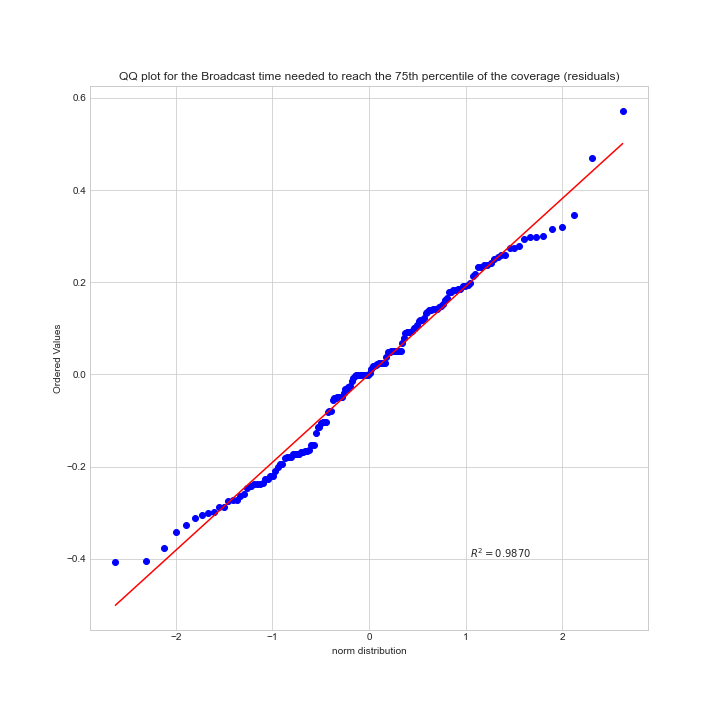 QQ plot for the Broadcast time needed to reach the 75th percentile of the coverage (residuals)
0.6
0.4
0.2
0.0
−0.2
−0.4
Ordered Values
R² = 0.9870
−2
−1
0
1
2
norm distribution